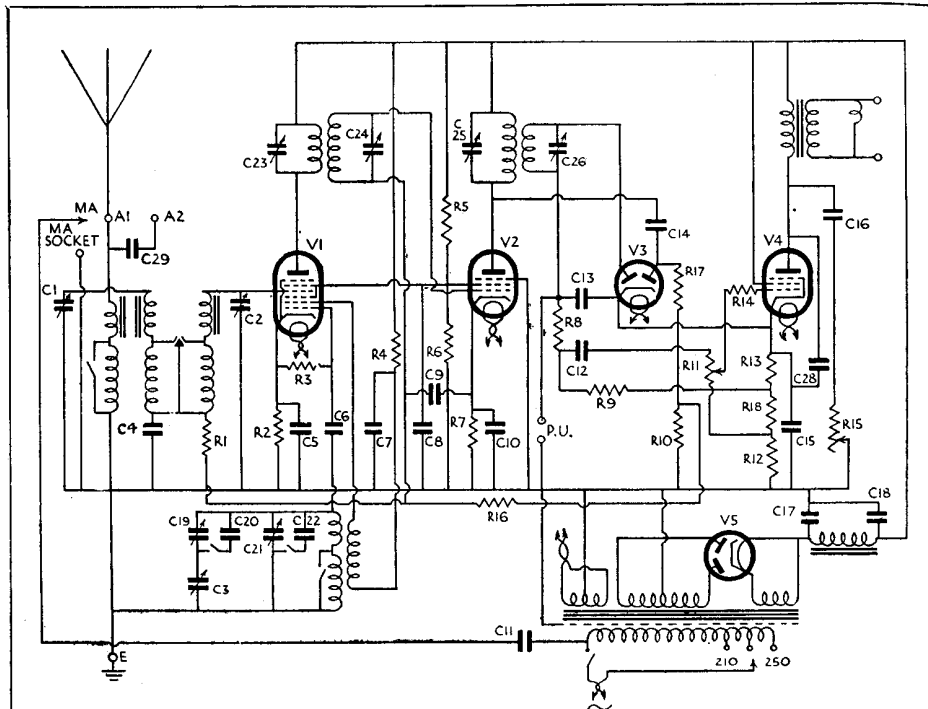 C23
C24
C
25
C26
R5
MA
A1
A2
MA
SOCKET
C29
V1
V2
C14
C16
V3
V4
R17
C1
C2
C13
R14
R8
R3
R4
R6
C9
C12
R11
R13
C28
R9
R18
C4
R1
R2
C5
C6
C7
C8
R7
C10
P.U.
R10
R12
C15
R15
R16
C17
C18
C19
C20
C21
C22
V5
C3
C11
210
250
E